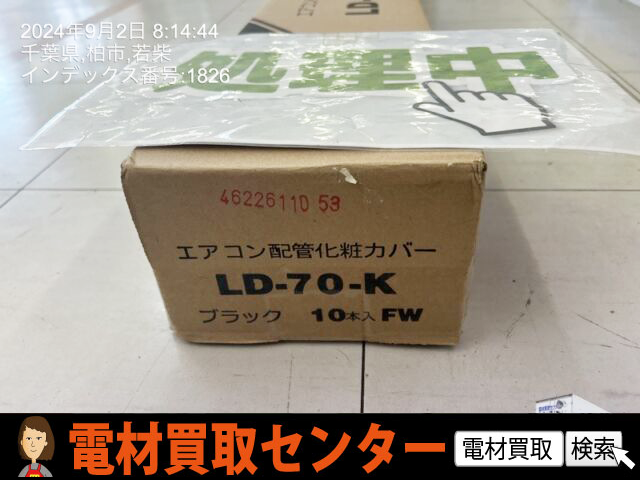 2024年9月2日 8:14:44
千葉県,柏市,若柴
インデックス番号:1826
LD-
処理中
46226110 53
エアコン配管化粧カバー
LD-70-K
ブラック 10本入 FW
電材買取センター 電材買取 検索